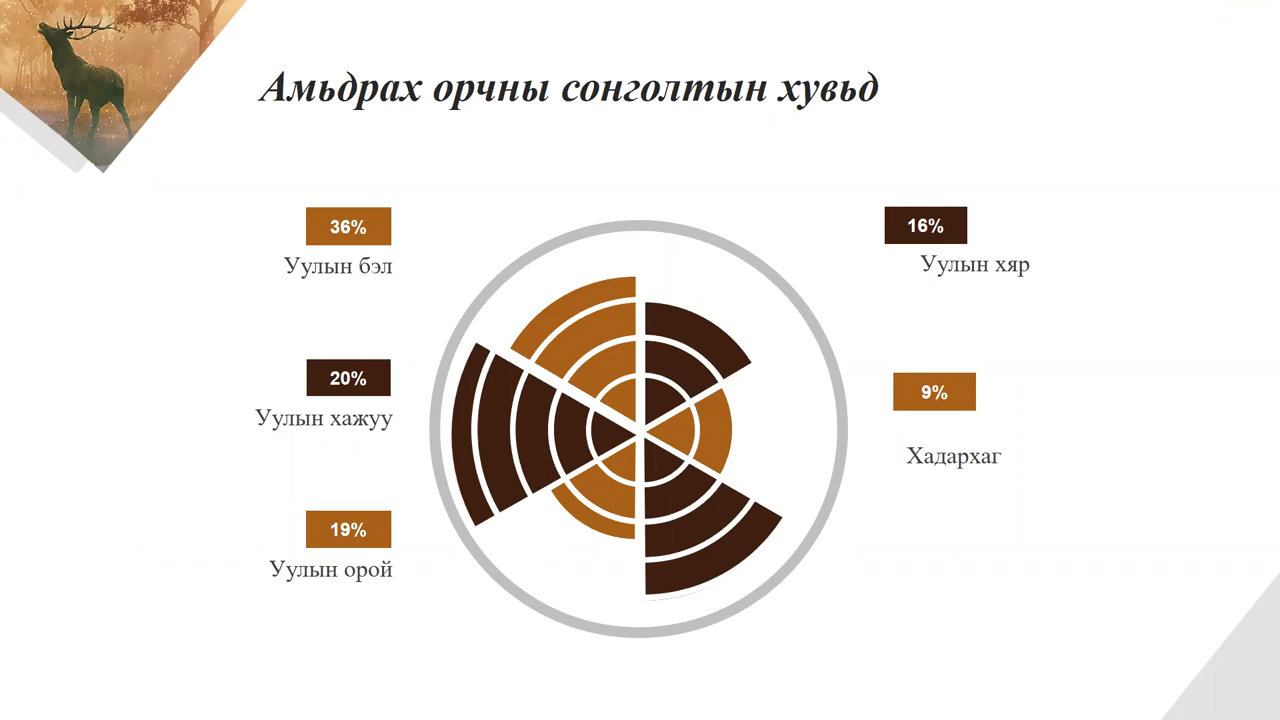 Амьдрах орчны сонголтын хувьд
36%
Уулын бэл
20%
Уулын хажуу
19%
Уулын орой
16%
Уулын хяр
9%
Хадархаг